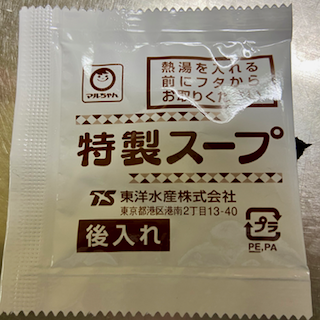 マルちゃん
熱湯を入れる
前にフタから
お取りくだ
特製スープ
TS 東洋水産株式会社
東京都港区港南2丁目13-40
後入れ
プラ
PE,PA